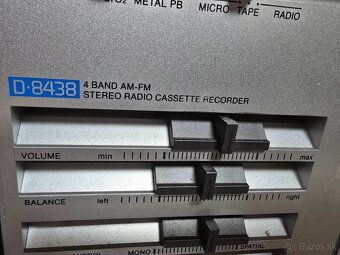 CrO2 METAL PB
MICRO TAPE RADIO
D-8438
4 BAND AM-FM
STEREO RADIO CASSETTE RECORDER
VOLUME min max
BALANCE left right
MONO SPATIAL
Bazos.sk